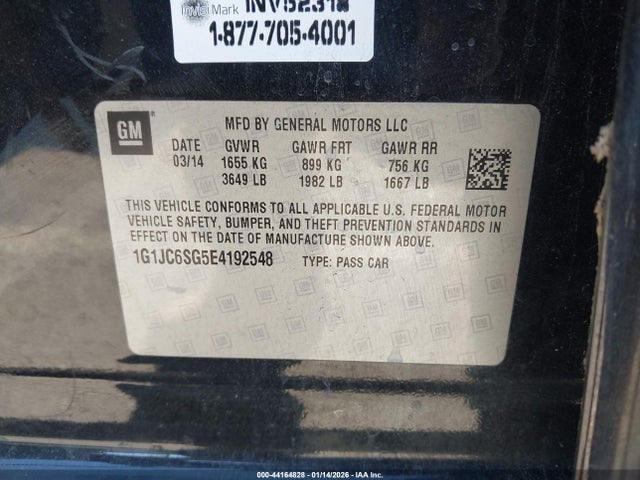 InvisiMark INV5231
1-877-705-4001
GM
MFD BY GENERAL MOTORS LLC
DATE GVWR GAWR FRT GAWR RR
03/14 1655 KG 899 KG 756 KG
3649 LB 1982 LB 1667 LB
THIS VEHICLE CONFORMS TO ALL APPLICABLE U.S. FEDERAL MOTOR
VEHICLE SAFETY, BUMPER, AND THEFT PREVENTION STANDARDS IN
EFFECT ON THE DATE OF MANUFACTURE SHOWN ABOVE.
1G1JC6SG5E4192548 TYPE: PASS CAR
000-44164828 - 01/14/2026 - IAA Inc.